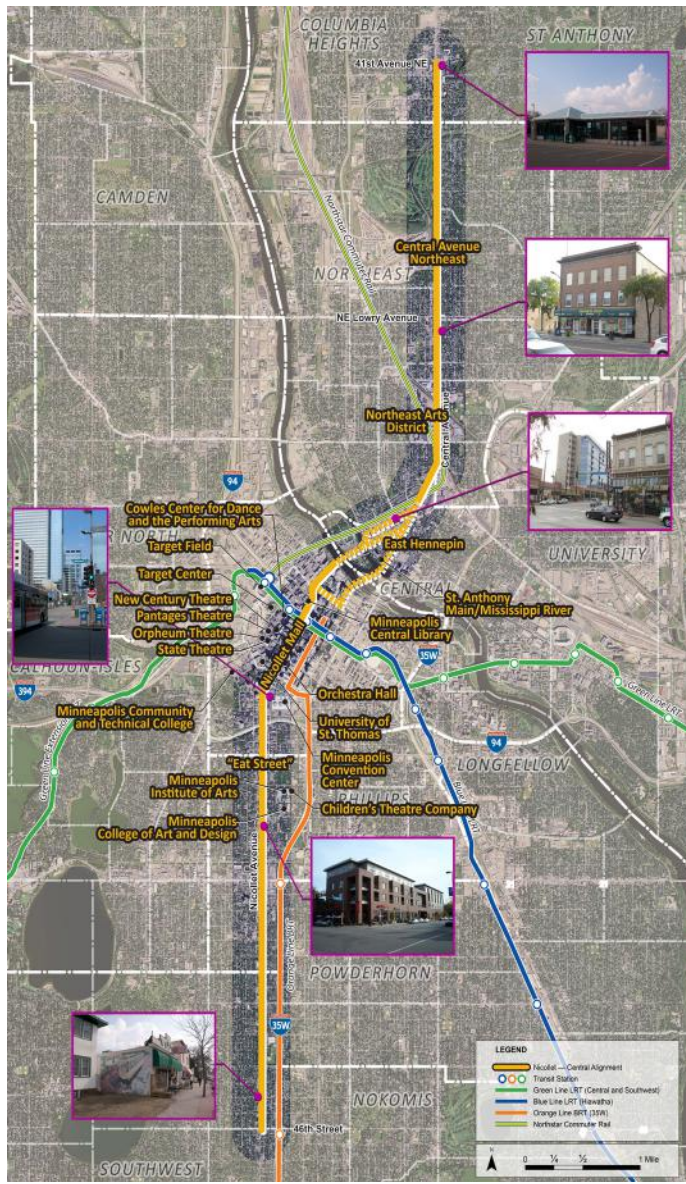 COLUMBIA
HEIGHTS
ST ANTHONY
41st Avenue NE
CAMDEN
Northstar Commuter Rail
Central Avenue
Northeast
NORTHEAST
NE Lowry Avenue
Northeast Arts
District
Central Avenue
94
Cowles Center for Dance
and the Performing Arts
NORTH
Target Field
East Hennepin
UNIVERSITY
Target Center
CENTRAL
New Century Theatre
St. Anthony
Main/Mississippi River
Pantages Theatre
Minneapolis
Central Library
Orpheum Theatre
State Theatre
35W
Nicollet Mall
CALHOUN-ISLES
394
Green Line LRT
Orchestra Hall
Minneapolis Community
and Technical College
University of
St. Thomas
94
Green Line Extension
"Eat Street"
Minneapolis
Convention
Center
LONGFELLOW
Minneapolis
Institute of Arts
PHILLIPS
Blue Line LRT
Children's Theatre Company
Minneapolis
College of Art and Design
Nicollet Avenue
Orange Line BRT
POWDERHORN
35W
NOKOMIS
46th Street
SOUTHWEST
LEGEND
Nicollet — Central Alignment
Transit Station
Green Line LRT (Central and Southwest)
Blue Line LRT (Hiawatha)
Orange Line BRT (35W)
Northstar Commuter Rail
N
0 ¼ ½ 1 Mile